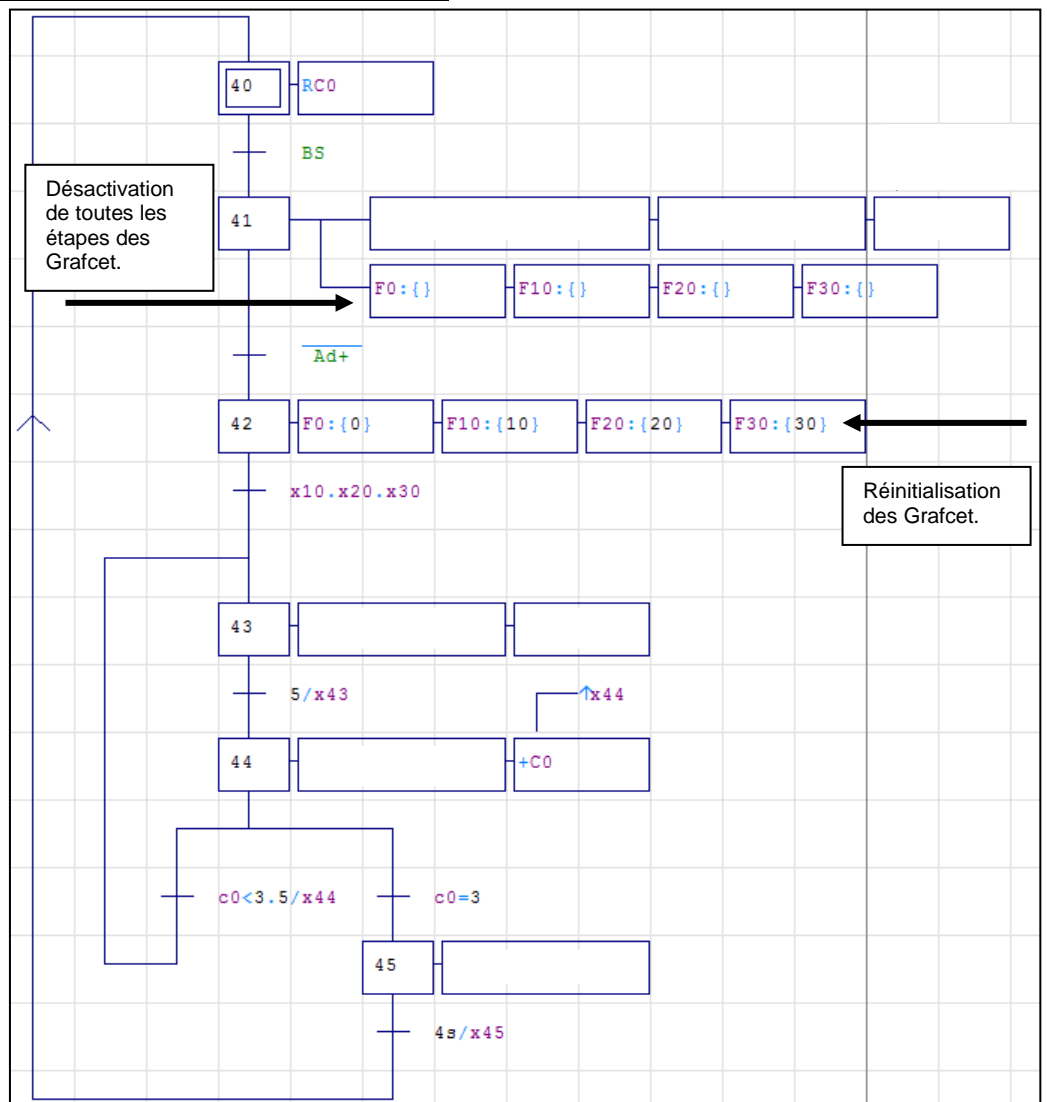 40 RC0
BS
Désactivation
de toutes les
étapes des
Grafcet.
41
F0:{} F10:{} F20:{} F30:{}
Ad+
42 F0:{0} F10:{10} F20:{20} F30:{30}
x10.x20.x30
Réinitialisation
des Grafcet.
43
5/x43 ↑x44
44 +C0
c0<3.5/x44 c0=3
45
4s/x45